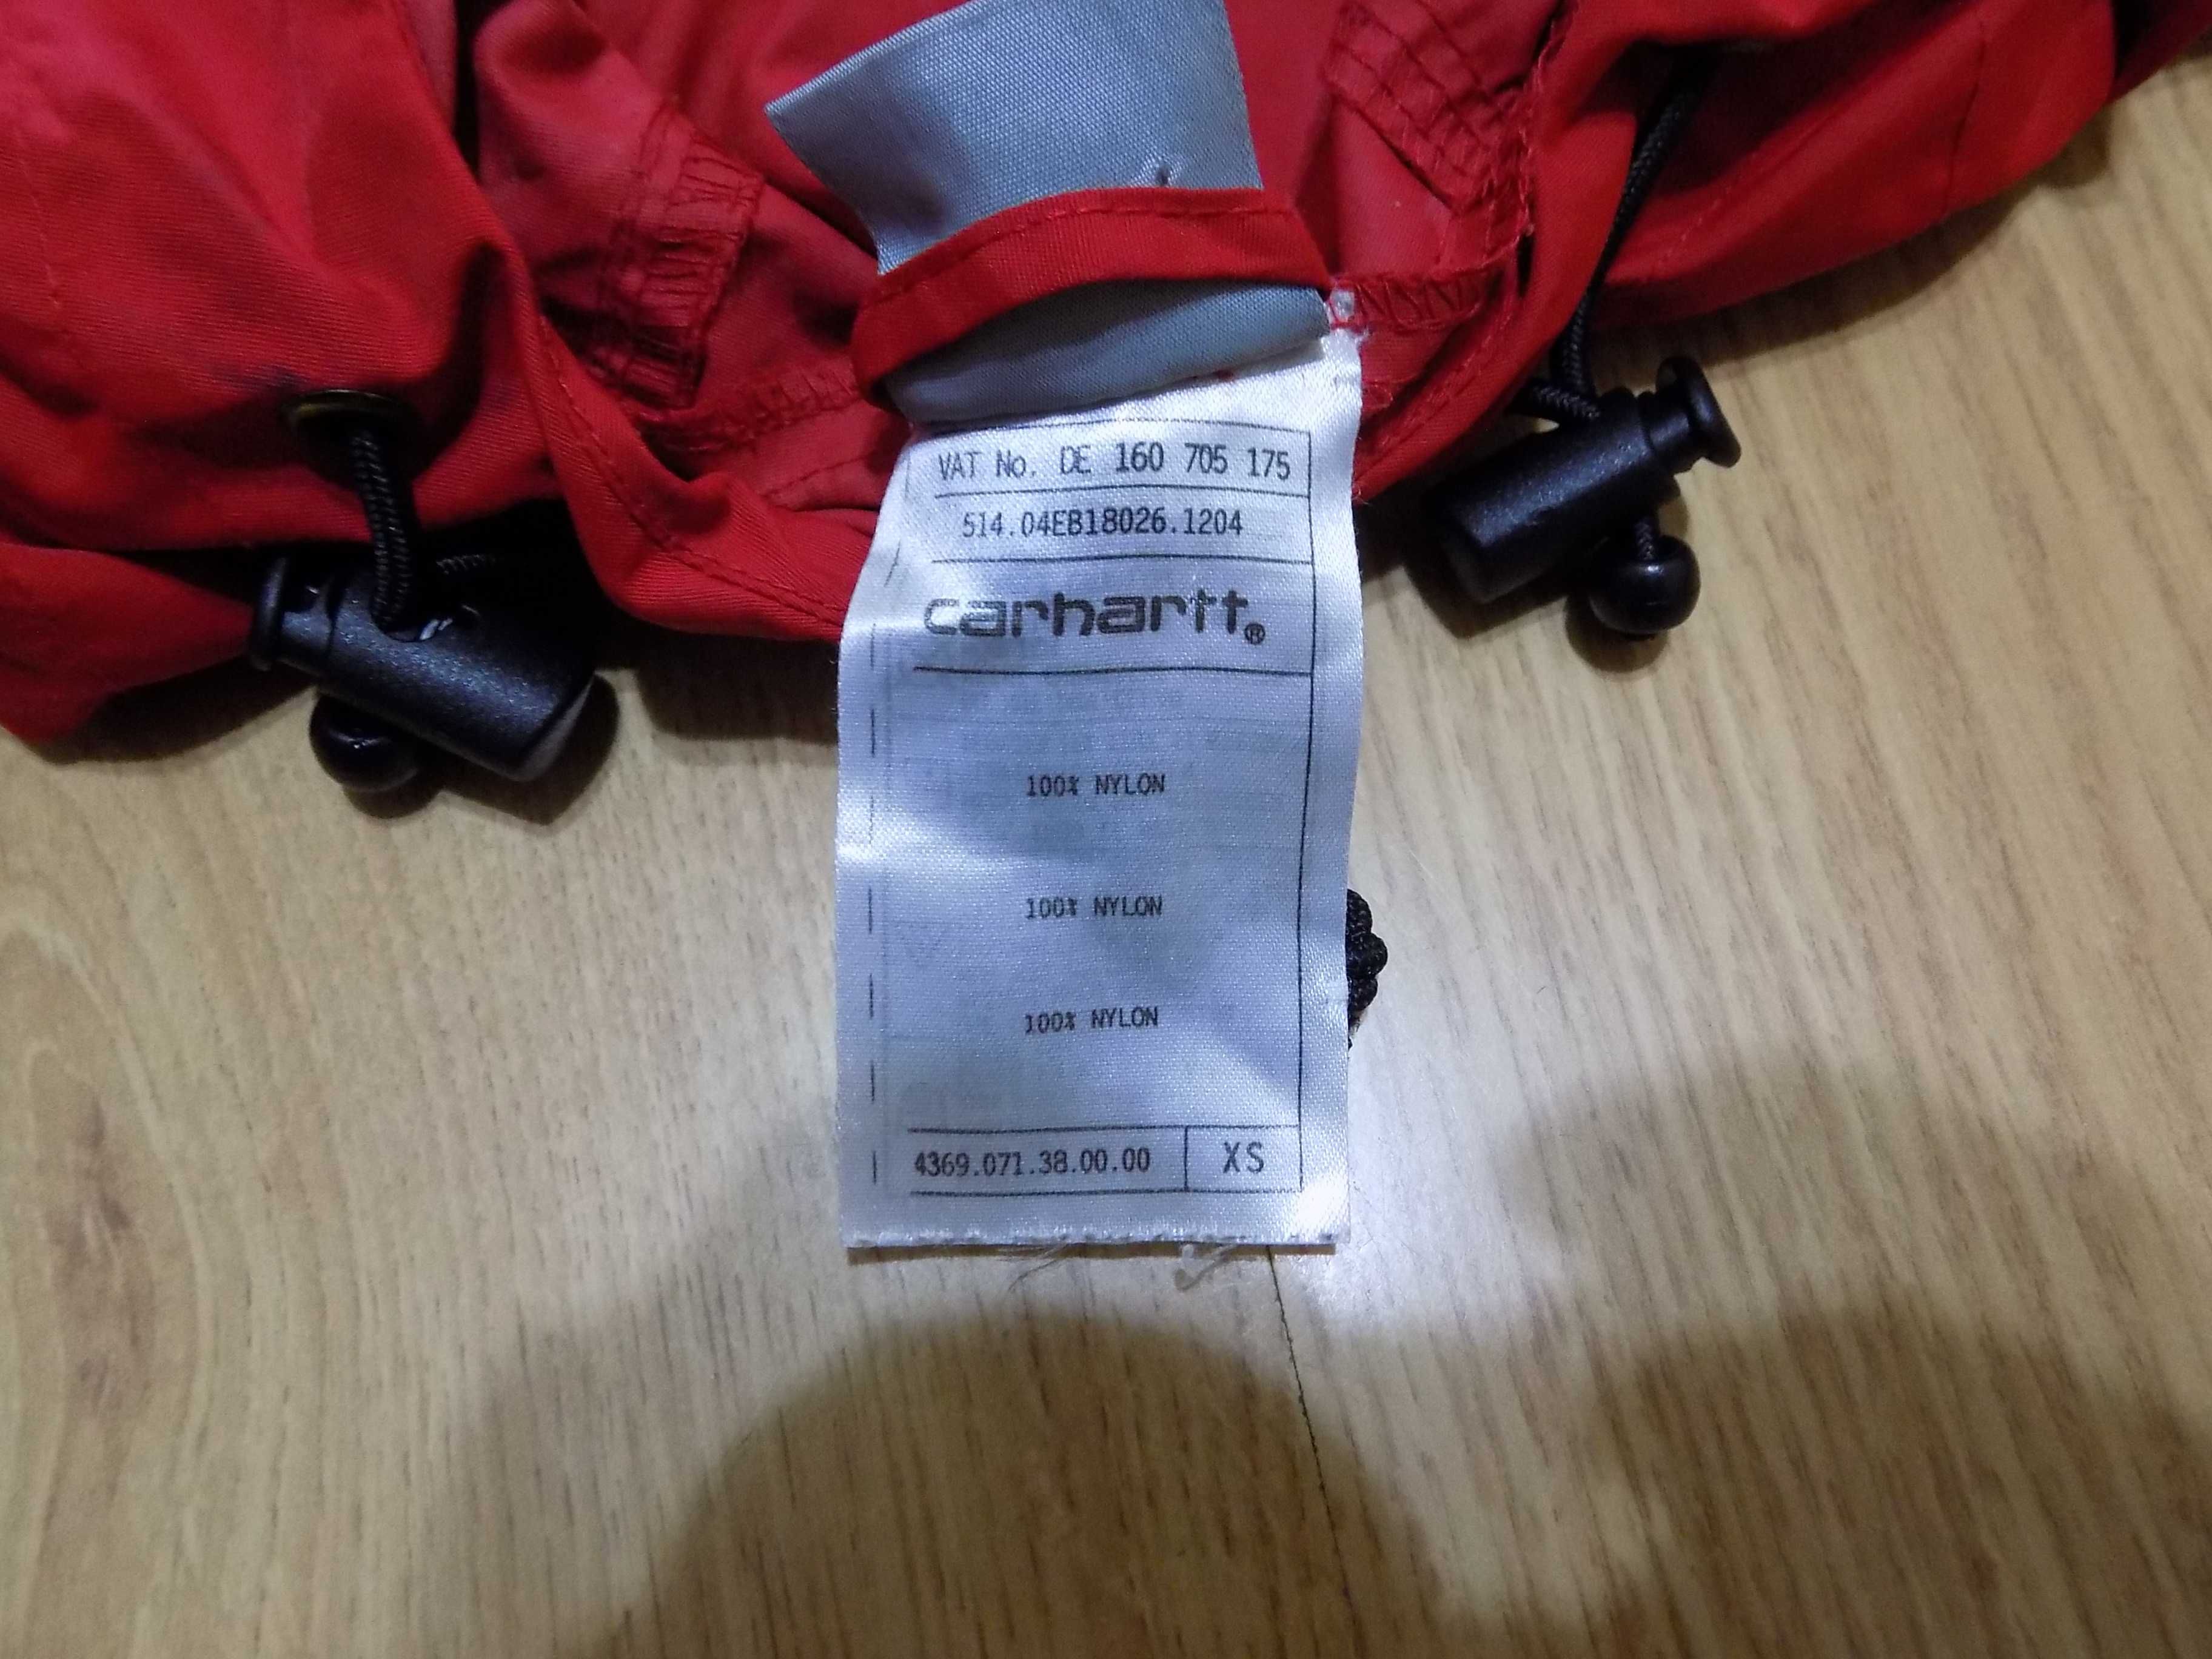 VAT No. DE 160 705 175
514.04EB18026.1204
carhartt®
100% NYLON
100% NYLON
100% NYLON
4369.071.38.00.00 XS